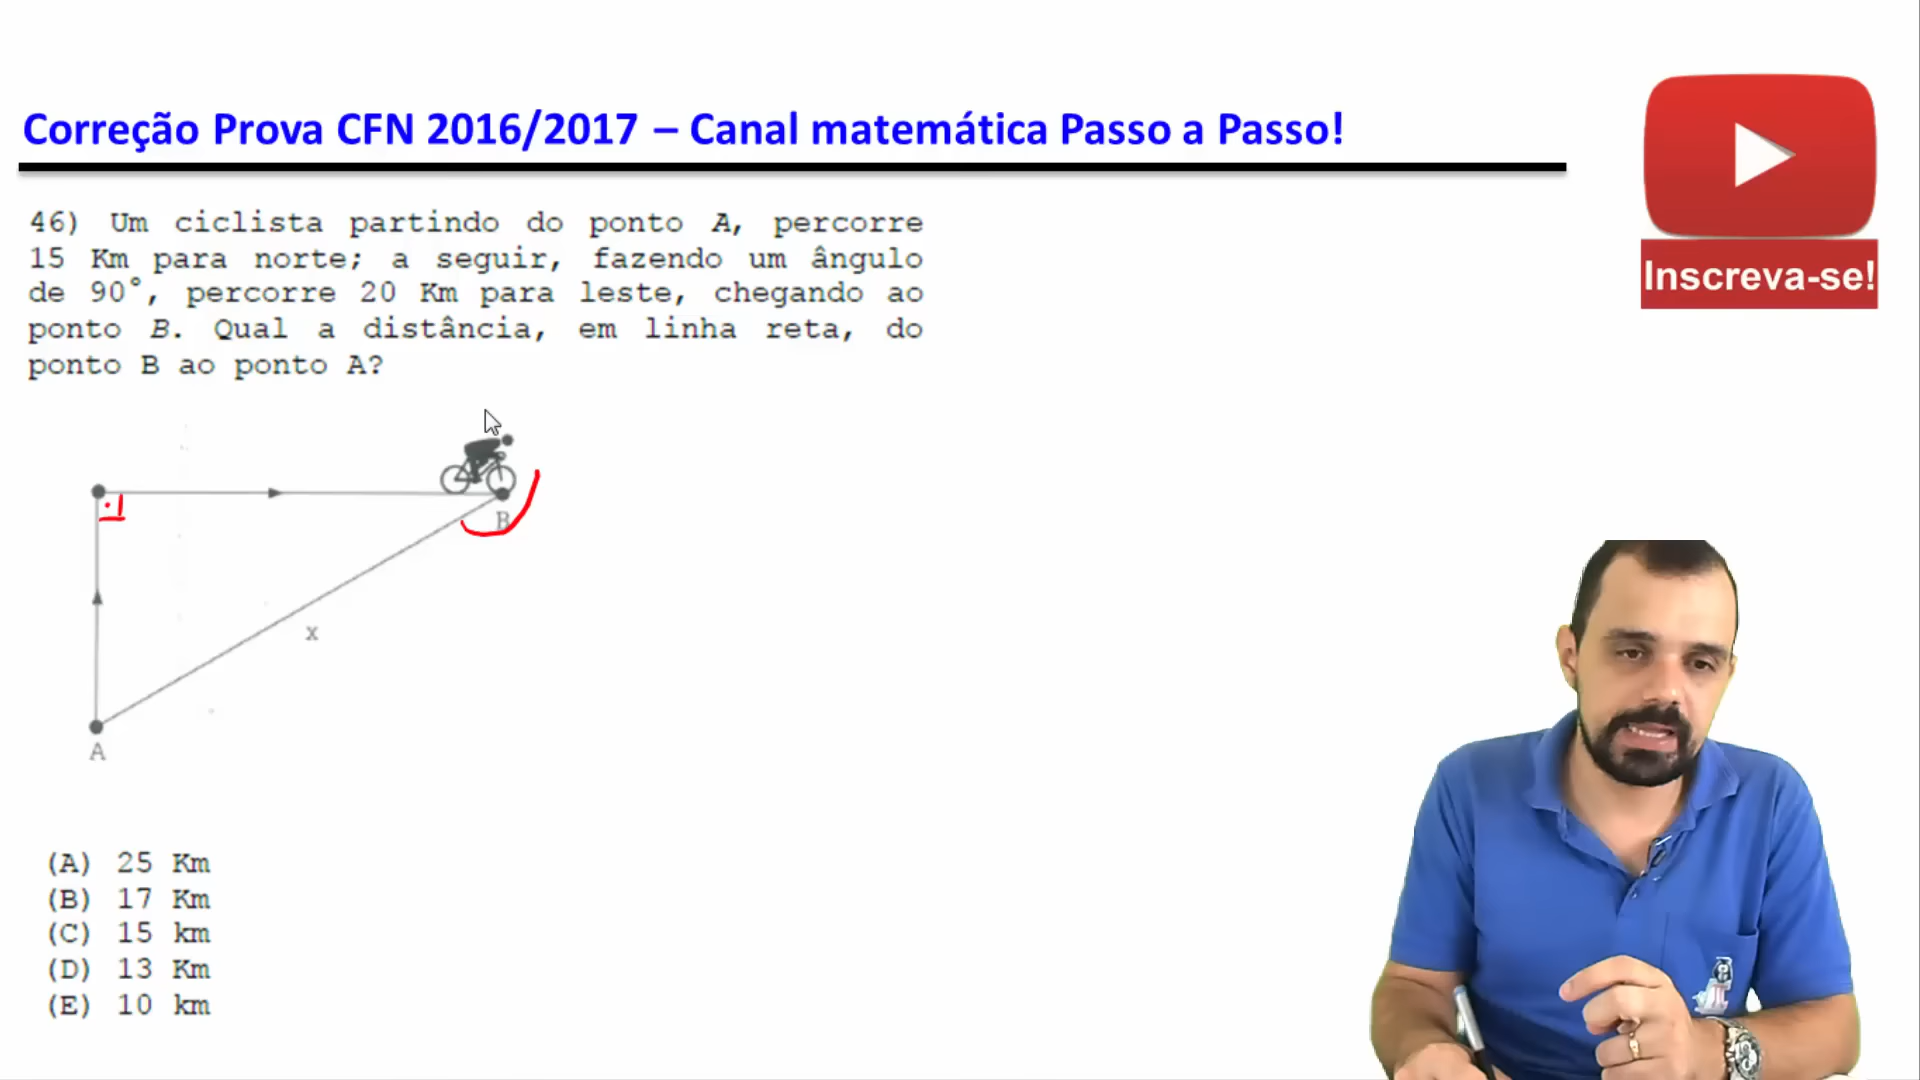 Correção Prova CFN 2016/2017 – Canal matemática Passo a Passo!
Inscreva-se!
46) Um ciclista partindo do ponto A, percorre
15 Km para norte; a seguir, fazendo um ângulo
de 90°, percorre 20 Km para leste, chegando ao
ponto B. Qual a distância, em linha reta, do
ponto B ao ponto A?
B
x
A
(A) 25 Km
(B) 17 Km
(C) 15 km
(D) 13 Km
(E) 10 km